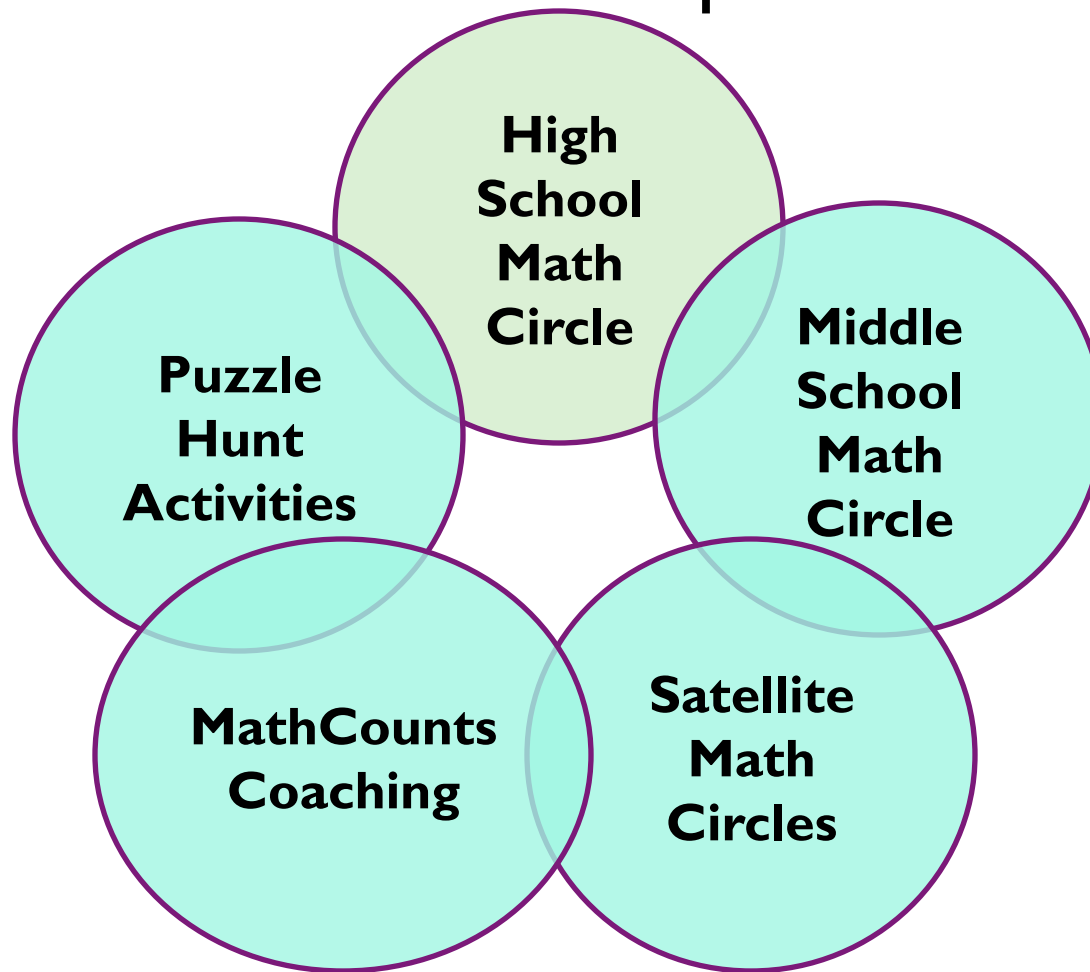 High
School
Math
Circle
Puzzle
Hunt
Activities
Middle
School
Math
Circle
MathCounts
Coaching
Satellite
Math
Circles